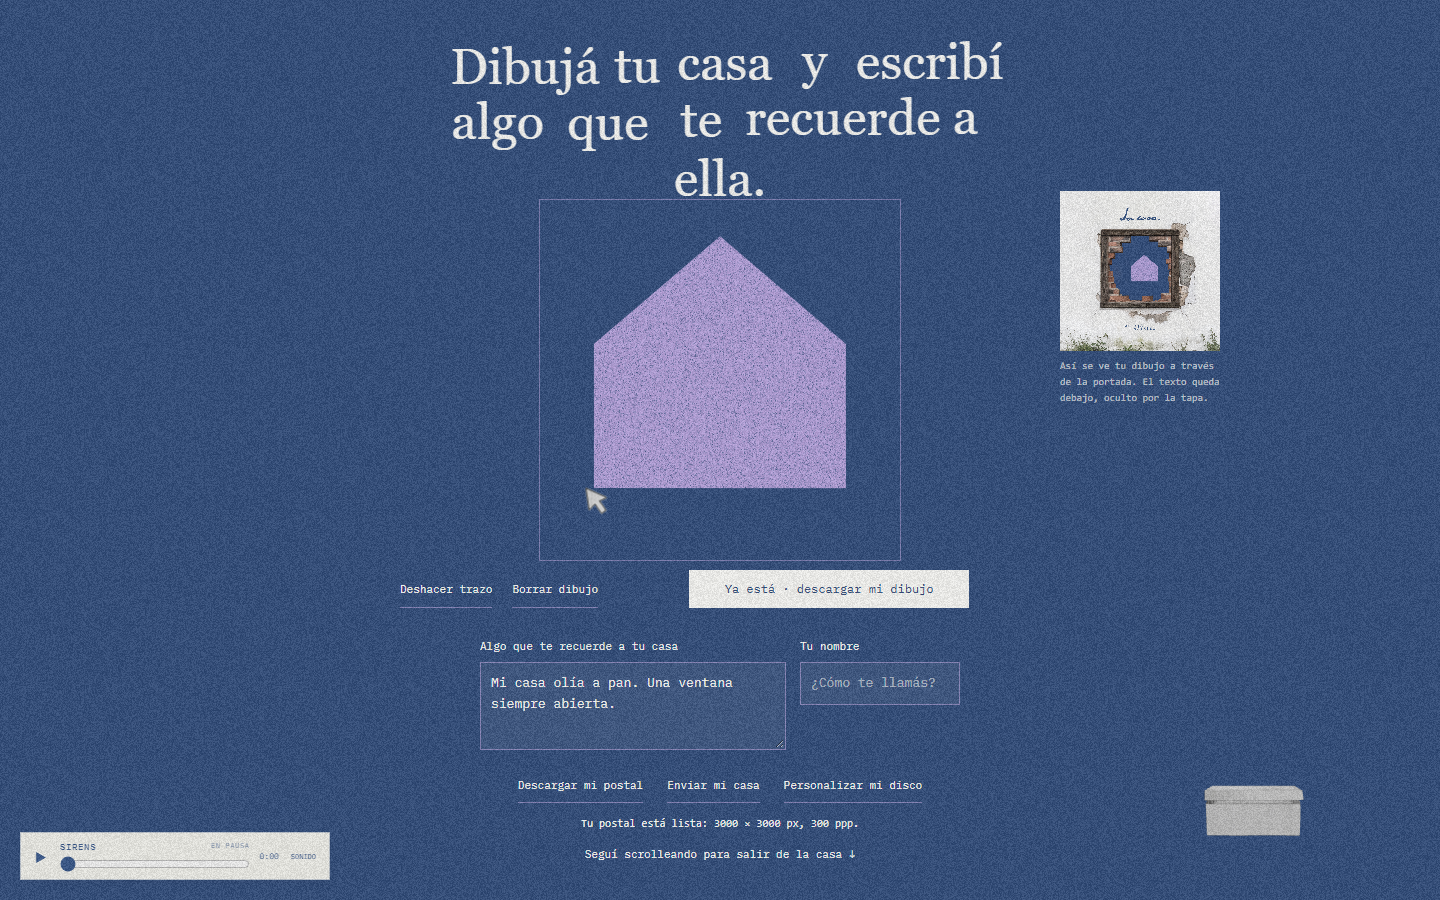 Dibujá tu casa y escribí
algo que te recuerde a
ella.
Así se ve tu dibujo a través
de la portada. El texto queda
debajo, oculto por la tapa.
Deshacer trazo
Borrar dibujo
Ya está · descargar mi dibujo
Algo que te recuerde a tu casa
Tu nombre
Mi casa olía a pan. Una ventana
siempre abierta.
¿Cómo te llamás?
Descargar mi postal
Enviar mi casa
Personalizar mi disco
Tu postal está lista: 3000 × 3000 px, 300 ppp.
Seguí scrolleando para salir de la casa ↓
SIRENS
EN PAUSA
0:00
SONIDO